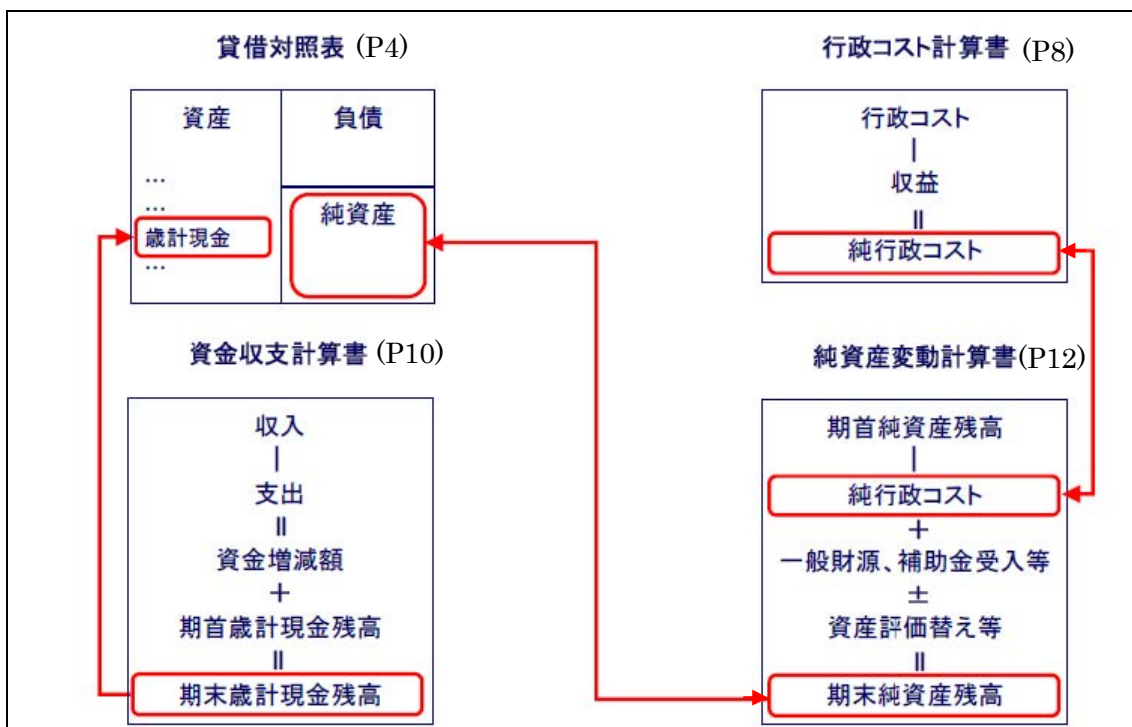 貸借対照表 (P4)
資産
負債
…
…
歳計現金
…
純資産
行政コスト計算書 (P8)
行政コスト
|
収益
||
純行政コスト
資金収支計算書 (P10)
収入
|
支出
||
資金増減額
+
期首歳計現金残高
||
期末歳計現金残高
純資産変動計算書(P12)
期首純資産残高
|
純行政コスト
+
一般財源、補助金受入等
±
資産評価替え等
||
期末純資産残高